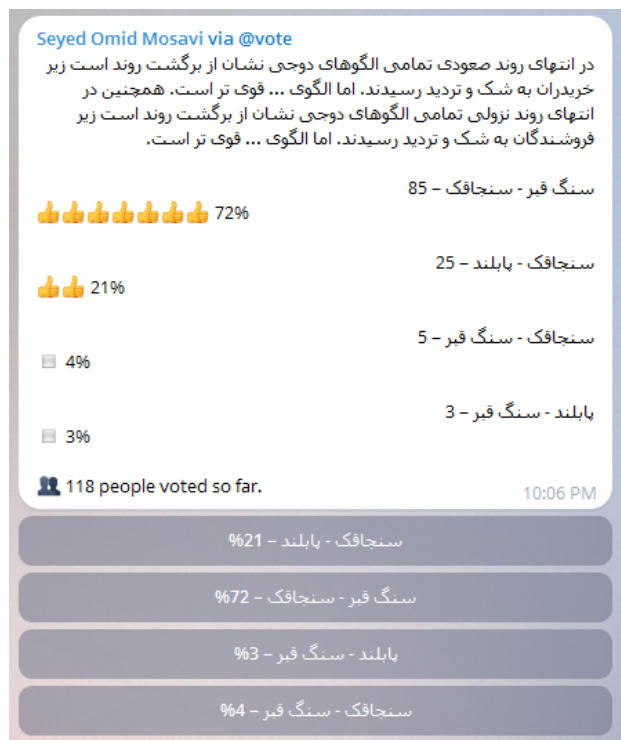 Seyed Omid Mosavi via @vote
در انتهای روند صعودی تمامی الگوهای دوجی نشان از برگشت روند است زیر
خریدران به شک و تردید رسیدند. اما الگوی ... قوی تر است. همچنین در
انتهای روند نزولی تمامی الگوهای دوجی نشان از برگشت روند است زیر
فروشندگان به شک و تردید رسیدند. اما الگوی ... قوی تر است.
سنگ قبر - سنجاقک – 85
👍👍👍👍👍👍👍 72%
سنجاقک - پابلند – 25
👍👍 21%
سنجاقک - سنگ قبر – 5
4%
پابلند - سنگ قبر – 3
3%
👥 118 people voted so far.
10:06 PM
سنجاقک - پابلند – 21%
سنگ قبر - سنجاقک – 72%
پابلند - سنگ قبر – 3%
سنجاقک - سنگ قبر – 4%